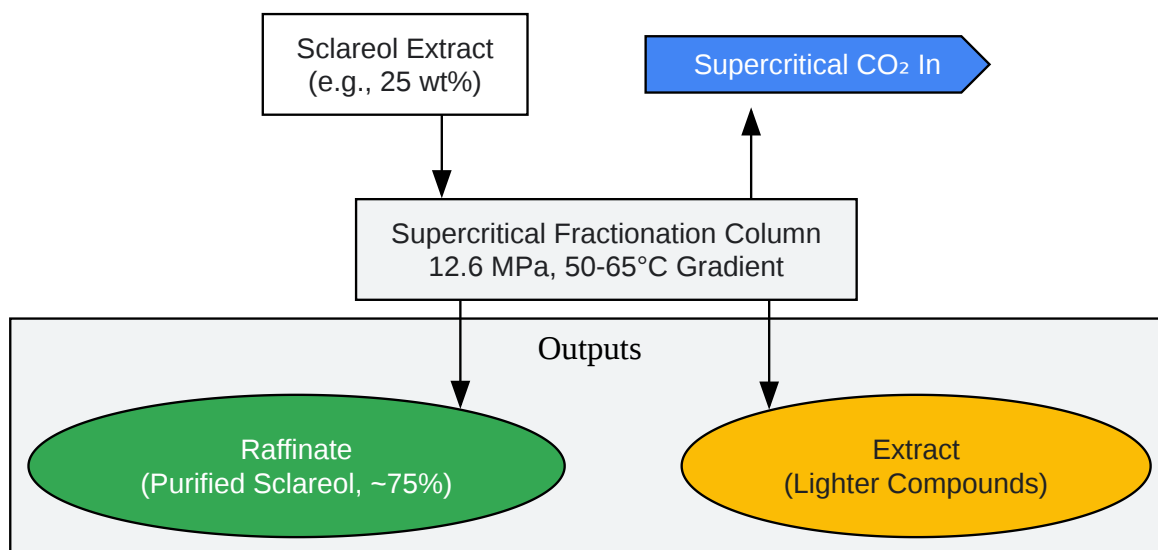 Sclareol Extract
(e.g., 25 wt%)
Supercritical CO₂ In
Supercritical Fractionation Column
12.6 MPa, 50-65°C Gradient
Outputs
Raffinate
(Purified Sclareol, ~75%)
Extract
(Lighter Compounds)